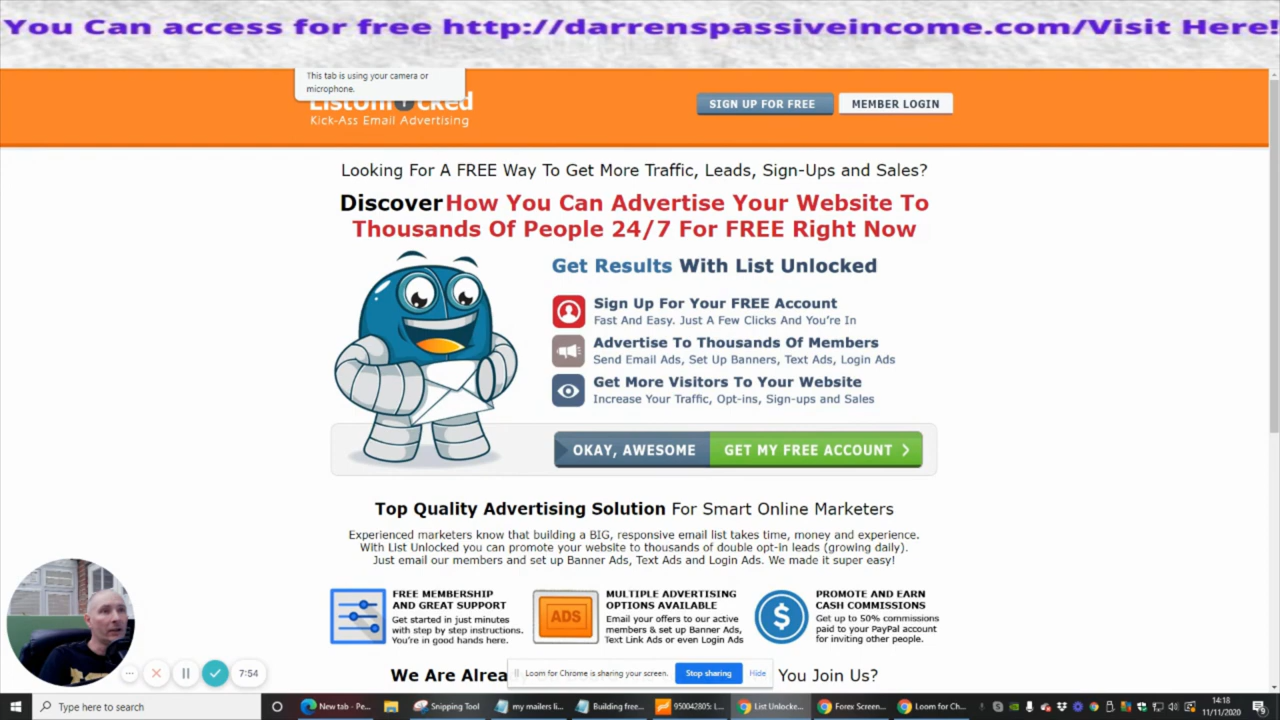 You Can access for free http://darrenspassiveincome.com/Visit Here!
This tab is using your camera or
microphone.
Kick-Ass Email Advertising
SIGN UP FOR FREE
MEMBER LOGIN
Looking For A FREE Way To Get More Traffic, Leads, Sign-Ups and Sales?
Discover How You Can Advertise Your Website To
Thousands Of People 24/7 For FREE Right Now
Get Results With List Unlocked
Sign Up For Your FREE Account
Fast And Easy. Just A Few Clicks And You're In
Advertise To Thousands Of Members
Send Email Ads, Set Up Banners, Text Ads, Login Ads
Get More Visitors To Your Website
Increase Your Traffic, Opt-ins, Sign-ups and Sales
OKAY, AWESOME
GET MY FREE ACCOUNT
Top Quality Advertising Solution For Smart Online Marketers
Experienced marketers know that building a BIG, responsive email list takes time, money and experience.
With List Unlocked you can promote your website to thousands of double opt-in leads (growing daily).
Just email our members and set up Banner Ads, Text Ads and Login Ads. We made it super easy!
FREE MEMBERSHIP
AND GREAT SUPPORT
Get started in just minutes
with step by step instructions.
You're in good hands here.
ADS
MULTIPLE ADVERTISING
OPTIONS AVAILABLE
Email your offers to our active
members & set up Banner Ads,
Text Link Ads or even Login Ads
$
PROMOTE AND EARN
CASH COMMISSIONS
Get up to 50% commissions
paid to your PayPal account
for inviting other people.
We Are Alrea
You Join Us?
Loom for Chrome is sharing your screen.
Stop sharing
Hide
7:54
Type here to search
New tab - Pe...
Snipping Tool
my mailers li...
Building free...
950042805: L...
List Unlocke...
Forex Screen...
Loom for Ch...
14:18
11/11/2020